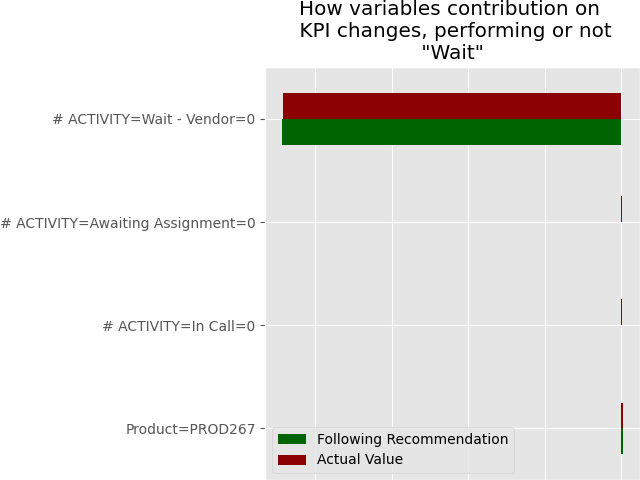 How variables contribution on
KPI changes, performing or not
"Wait"
# ACTIVITY=Wait - Vendor=0
# ACTIVITY=Awaiting Assignment=0
# ACTIVITY=In Call=0
Product=PROD267
Following Recommendation
Actual Value